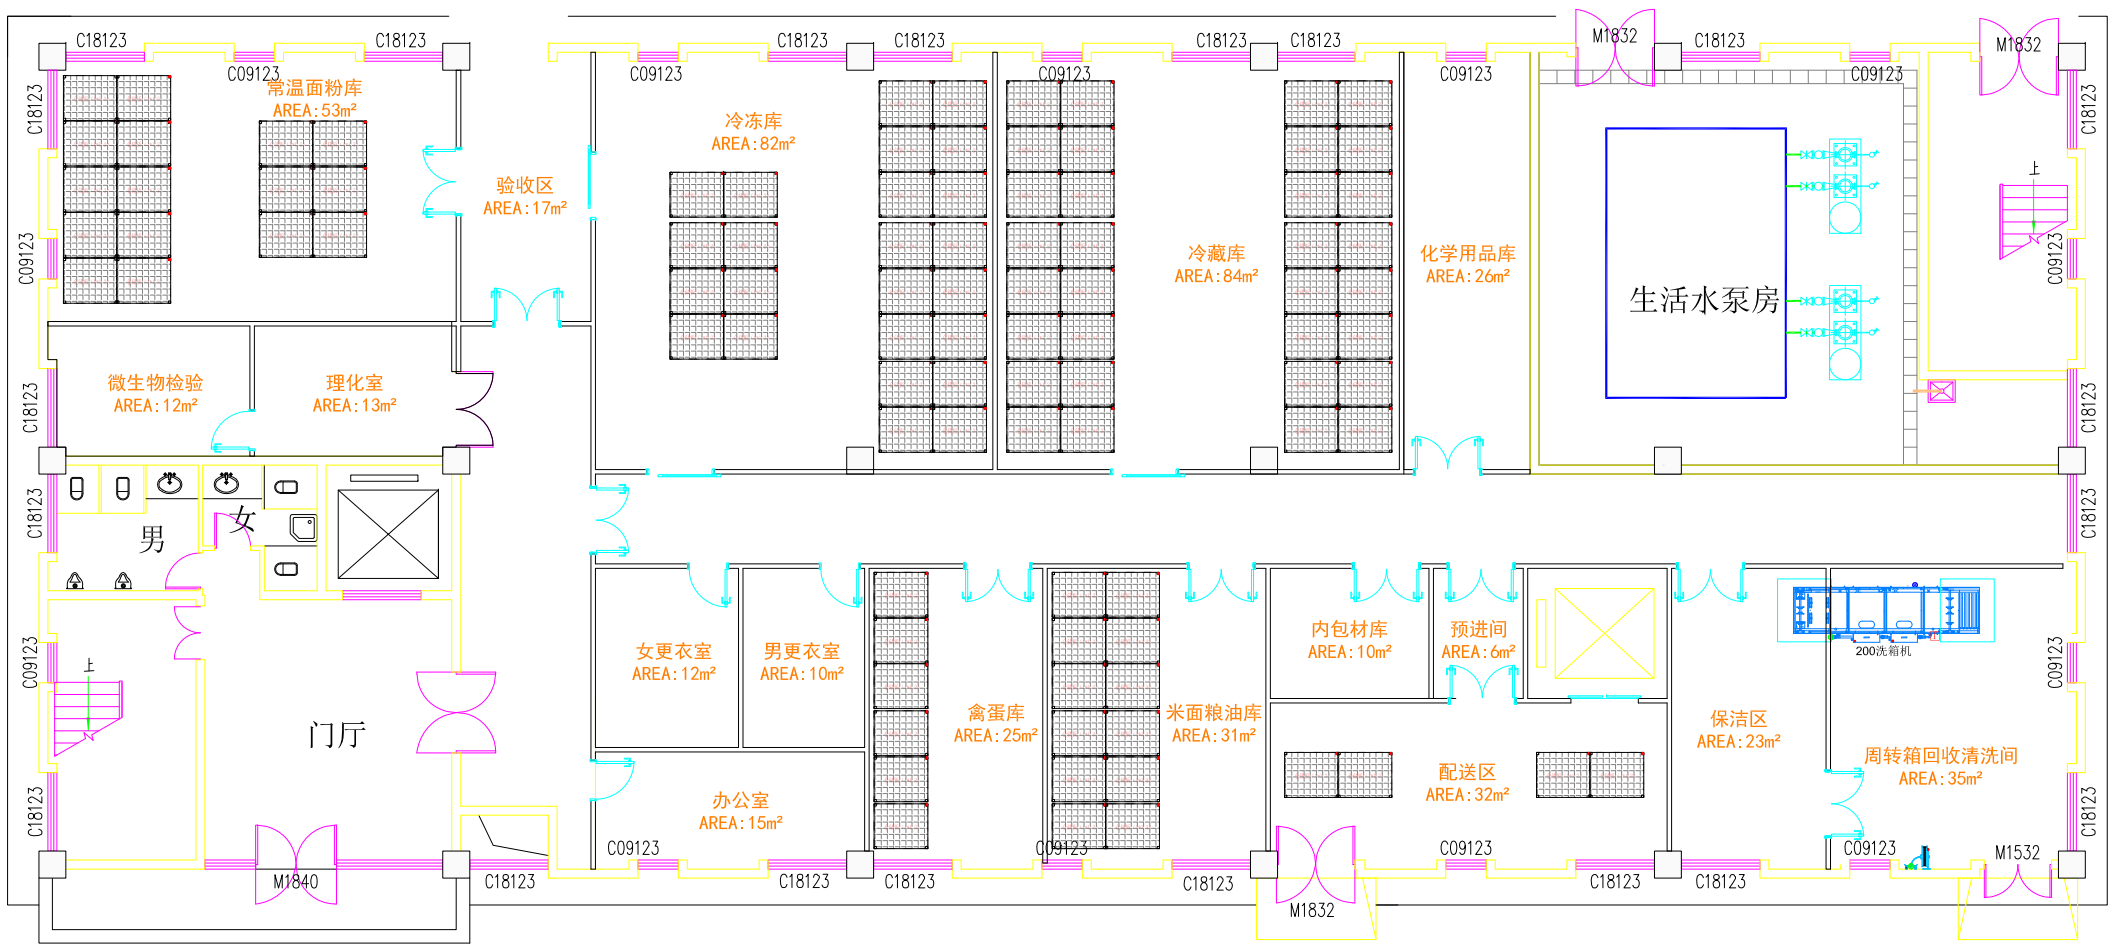 C18123
C18123
C18123
C18123
C18123
C18123
M1832
C18123
M1832
C09123
C09123
C09123
C09123
C09123
常温面粉库
AREA:53m²
C18123
C18123
冷冻库
AREA:82m²
验收区
AREA:17m²
上
C09123
冷藏库
AREA:84m²
化学用品库
AREA:26m²
C09123
生活水泵房
微生物检验
AREA:12m²
理化室
AREA:13m²
C18123
C18123
C18123
男
女
C18123
女更衣室
AREA:12m²
男更衣室
AREA:10m²
内包材库
AREA:10m²
预进间
AREA:6m²
200洗箱机
C09123
C09123
上
门厅
禽蛋库
AREA:25m²
米面粮油库
AREA:31m²
保洁区
AREA:23m²
周转箱回收清洗间
AREA:35m²
配送区
AREA:32m²
办公室
AREA:15m²
C18123
C18123
C09123
C09123
C09123
C09123
M1532
M1840
C18123
C18123
C18123
C18123
C18123
C18123
M1832